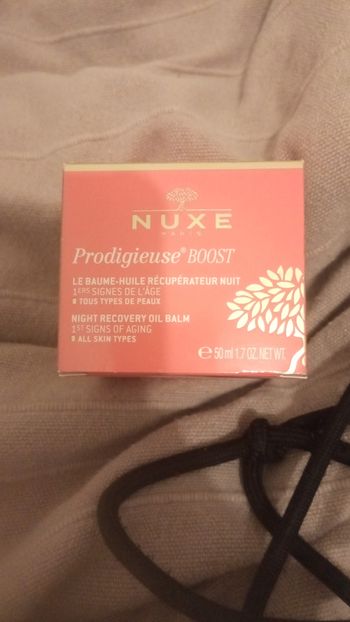 NUXE
PARIS
Prodigieuse® BOOST
LE BAUME-HUILE RÉCUPÉRATEUR NUIT
1ERS SIGNES DE L'ÂGE
TOUS TYPES DE PEAUX
NIGHT RECOVERY OIL BALM
1ST SIGNS OF AGING
ALL SKIN TYPES
℮ 50 ml 1.7 OZ. NET WT.